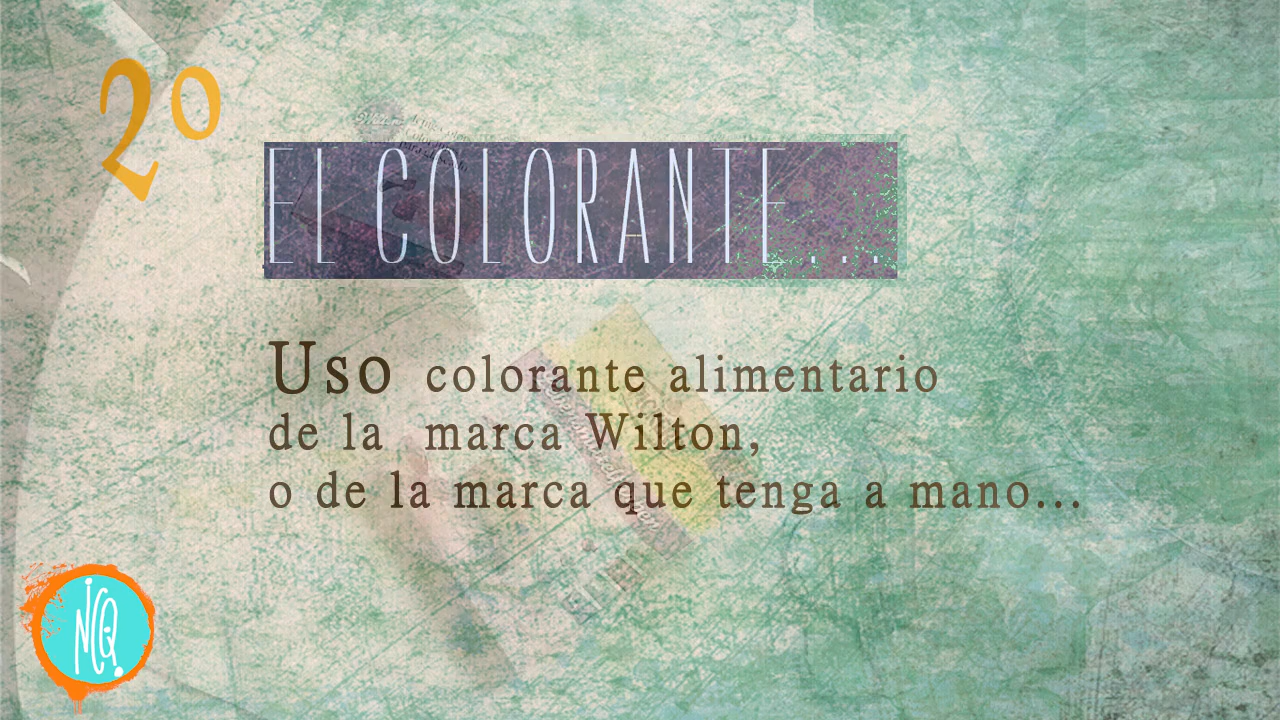 2º
EL COLORANTE...
Uso colorante alimentario
de la marca Wilton,
o de la marca que tenga a mano...